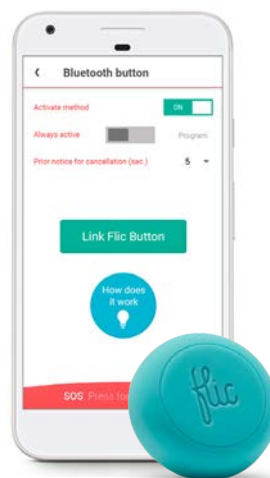 Bluetooth button
Activate method ON
Always active Program
Prior notice for cancellation (sec.) 5
Link Flic Button
How does
it work
SOS Press for
flic